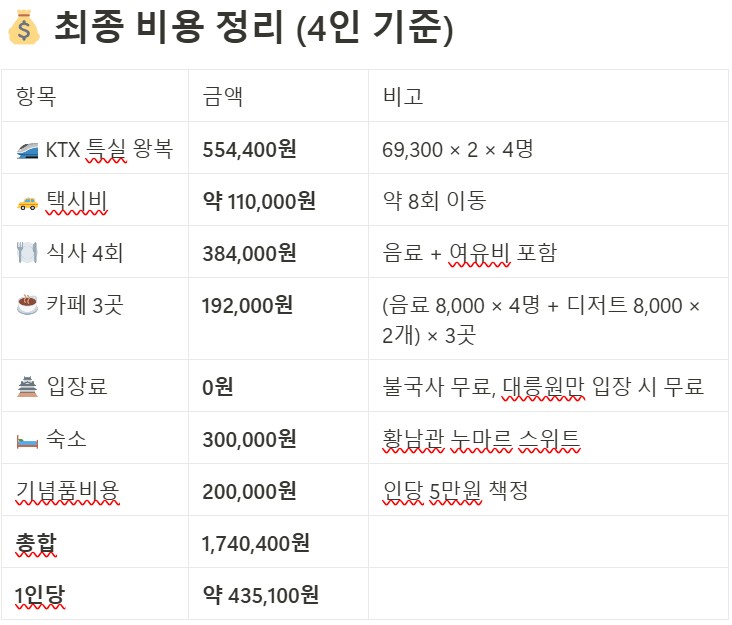 💰 최종 비용 정리 (4인 기준)
항목 금액 비고
🚄 KTX 특실 왕복 554,400원 69,300 × 2 × 4명
🚕 택시비 약 110,000원 약 8회 이동
🍽️ 식사 4회 384,000원 음료 + 여유비 포함
☕ 카페 3곳 192,000원 (음료 8,000 × 4명 + 디저트 8,000 ×
2개) × 3곳
🏯 입장료 0원 불국사 무료, 대릉원만 입장 시 무료
🛏️ 숙소 300,000원 황남관 누마르 스위트
기념품비용 200,000원 인당 5만원 책정
총합 1,740,400원
1인당 약 435,100원